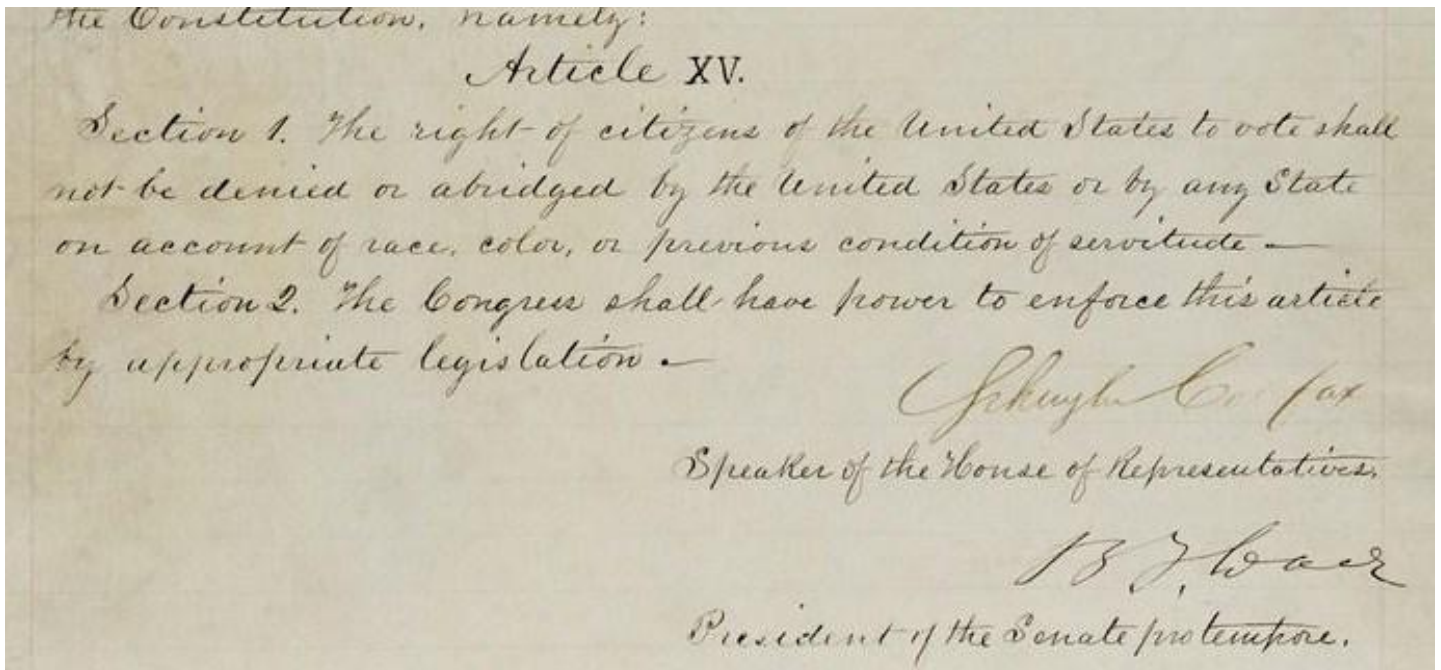 the Constitution, namely:
Article XV.
Section 1. The right of citizens of the United States to vote shall
not be denied or abridged by the United States or by any State
on account of race, color, or previous condition of servitude —
Section 2. The Congress shall have power to enforce this article
by appropriate legislation —
Schuyler Colfax
Speaker of the House of Representatives.
B F Wade
President of the Senate protempore.